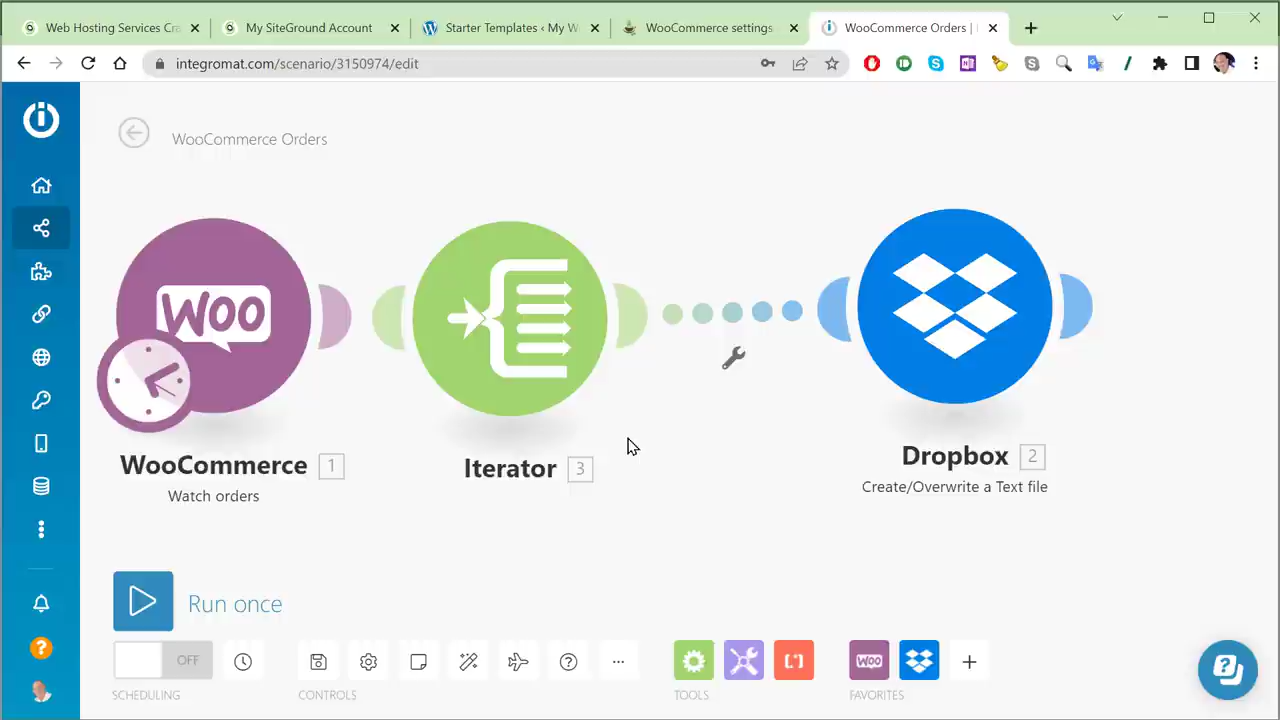 Web Hosting Services Cra
My SiteGround Account
Starter Templates ‹ My W
WooCommerce settings
WooCommerce Orders |
integromat.com/scenario/3150974/edit
WooCommerce Orders
WOO
WooCommerce 1
Watch orders
Iterator 3
Dropbox 2
Create/Overwrite a Text file
Run once
OFF
SCHEDULING
CONTROLS
TOOLS
WOO
FAVORITES